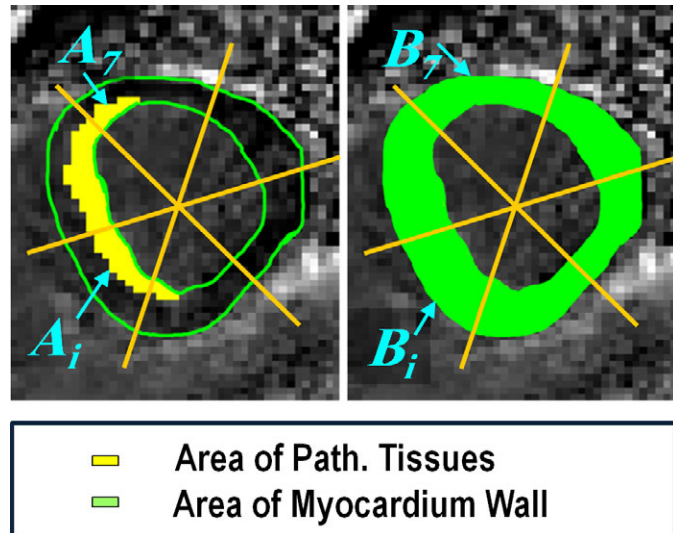 A7
B7
Ai
Bi
Area of Path. Tissues
Area of Myocardium Wall